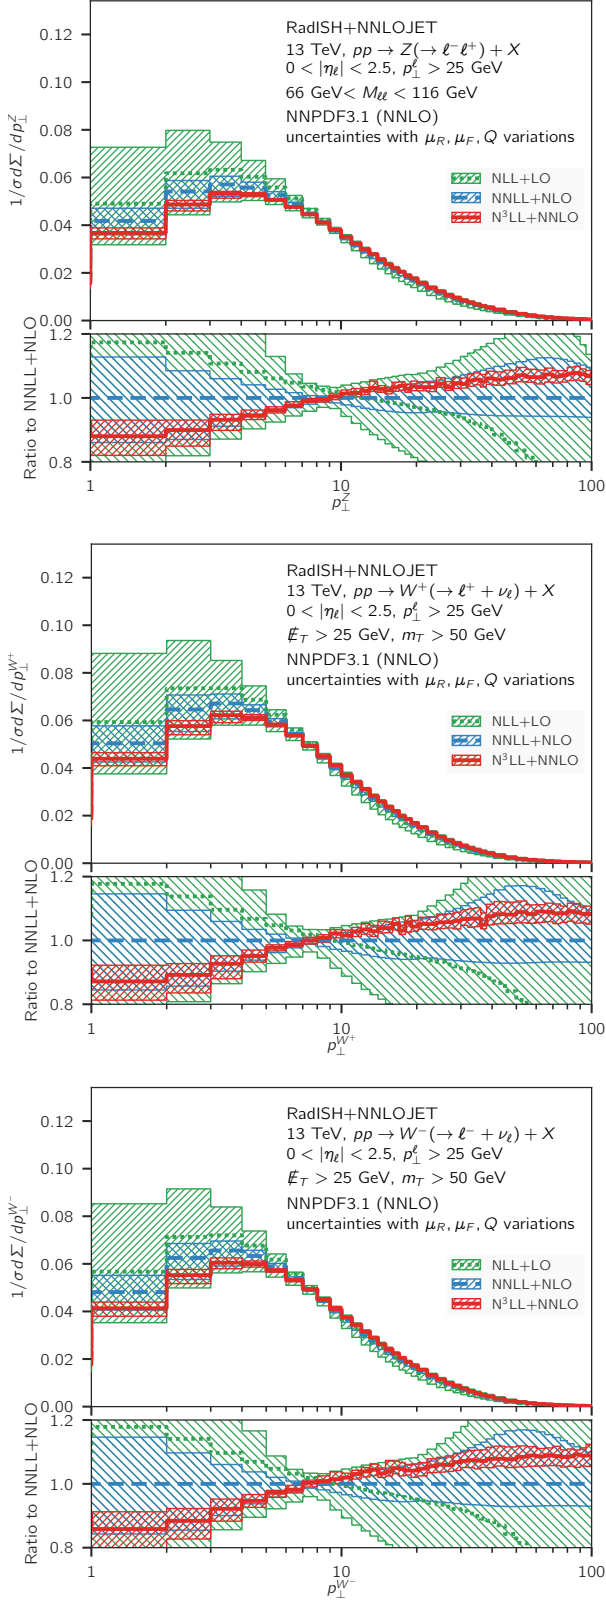 RadISH+NNLOJET
13 TeV, pp → Z(→ ℓ⁻ℓ⁺) + X
0 < |η_ℓ| < 2.5, p_⊥^ℓ > 25 GeV
66 GeV< M_ℓℓ < 116 GeV
NNPDF3.1 (NNLO)
uncertainties with μ_R, μ_F, Q variations
NLL+LO
NNLL+NLO
N³LL+NNLO
1/σ dΣ/dp_⊥^Z
0.12
0.10
0.08
0.06
0.04
0.02
0.00
Ratio to NNLL+NLO
1.2
1.0
0.8
1 10 100
p_⊥^Z
RadISH+NNLOJET
13 TeV, pp → W⁺(→ ℓ⁺ + ν_ℓ) + X
0 < |η_ℓ| < 2.5, p_⊥^ℓ > 25 GeV
E̸_T > 25 GeV, m_T > 50 GeV
NNPDF3.1 (NNLO)
uncertainties with μ_R, μ_F, Q variations
NLL+LO
NNLL+NLO
N³LL+NNLO
1/σ dΣ/dp_⊥^W⁺
0.12
0.10
0.08
0.06
0.04
0.02
0.00
Ratio to NNLL+NLO
1.2
1.0
0.8
1 10 100
p_⊥^W⁺
RadISH+NNLOJET
13 TeV, pp → W⁻(→ ℓ⁻ + ν_ℓ) + X
0 < |η_ℓ| < 2.5, p_⊥^ℓ > 25 GeV
E̸_T > 25 GeV, m_T > 50 GeV
NNPDF3.1 (NNLO)
uncertainties with μ_R, μ_F, Q variations
NLL+LO
NNLL+NLO
N³LL+NNLO
1/σ dΣ/dp_⊥^W⁻
0.12
0.10
0.08
0.06
0.04
0.02
0.00
Ratio to NNLL+NLO
1.2
1.0
0.8
1 10 100
p_⊥^W⁻